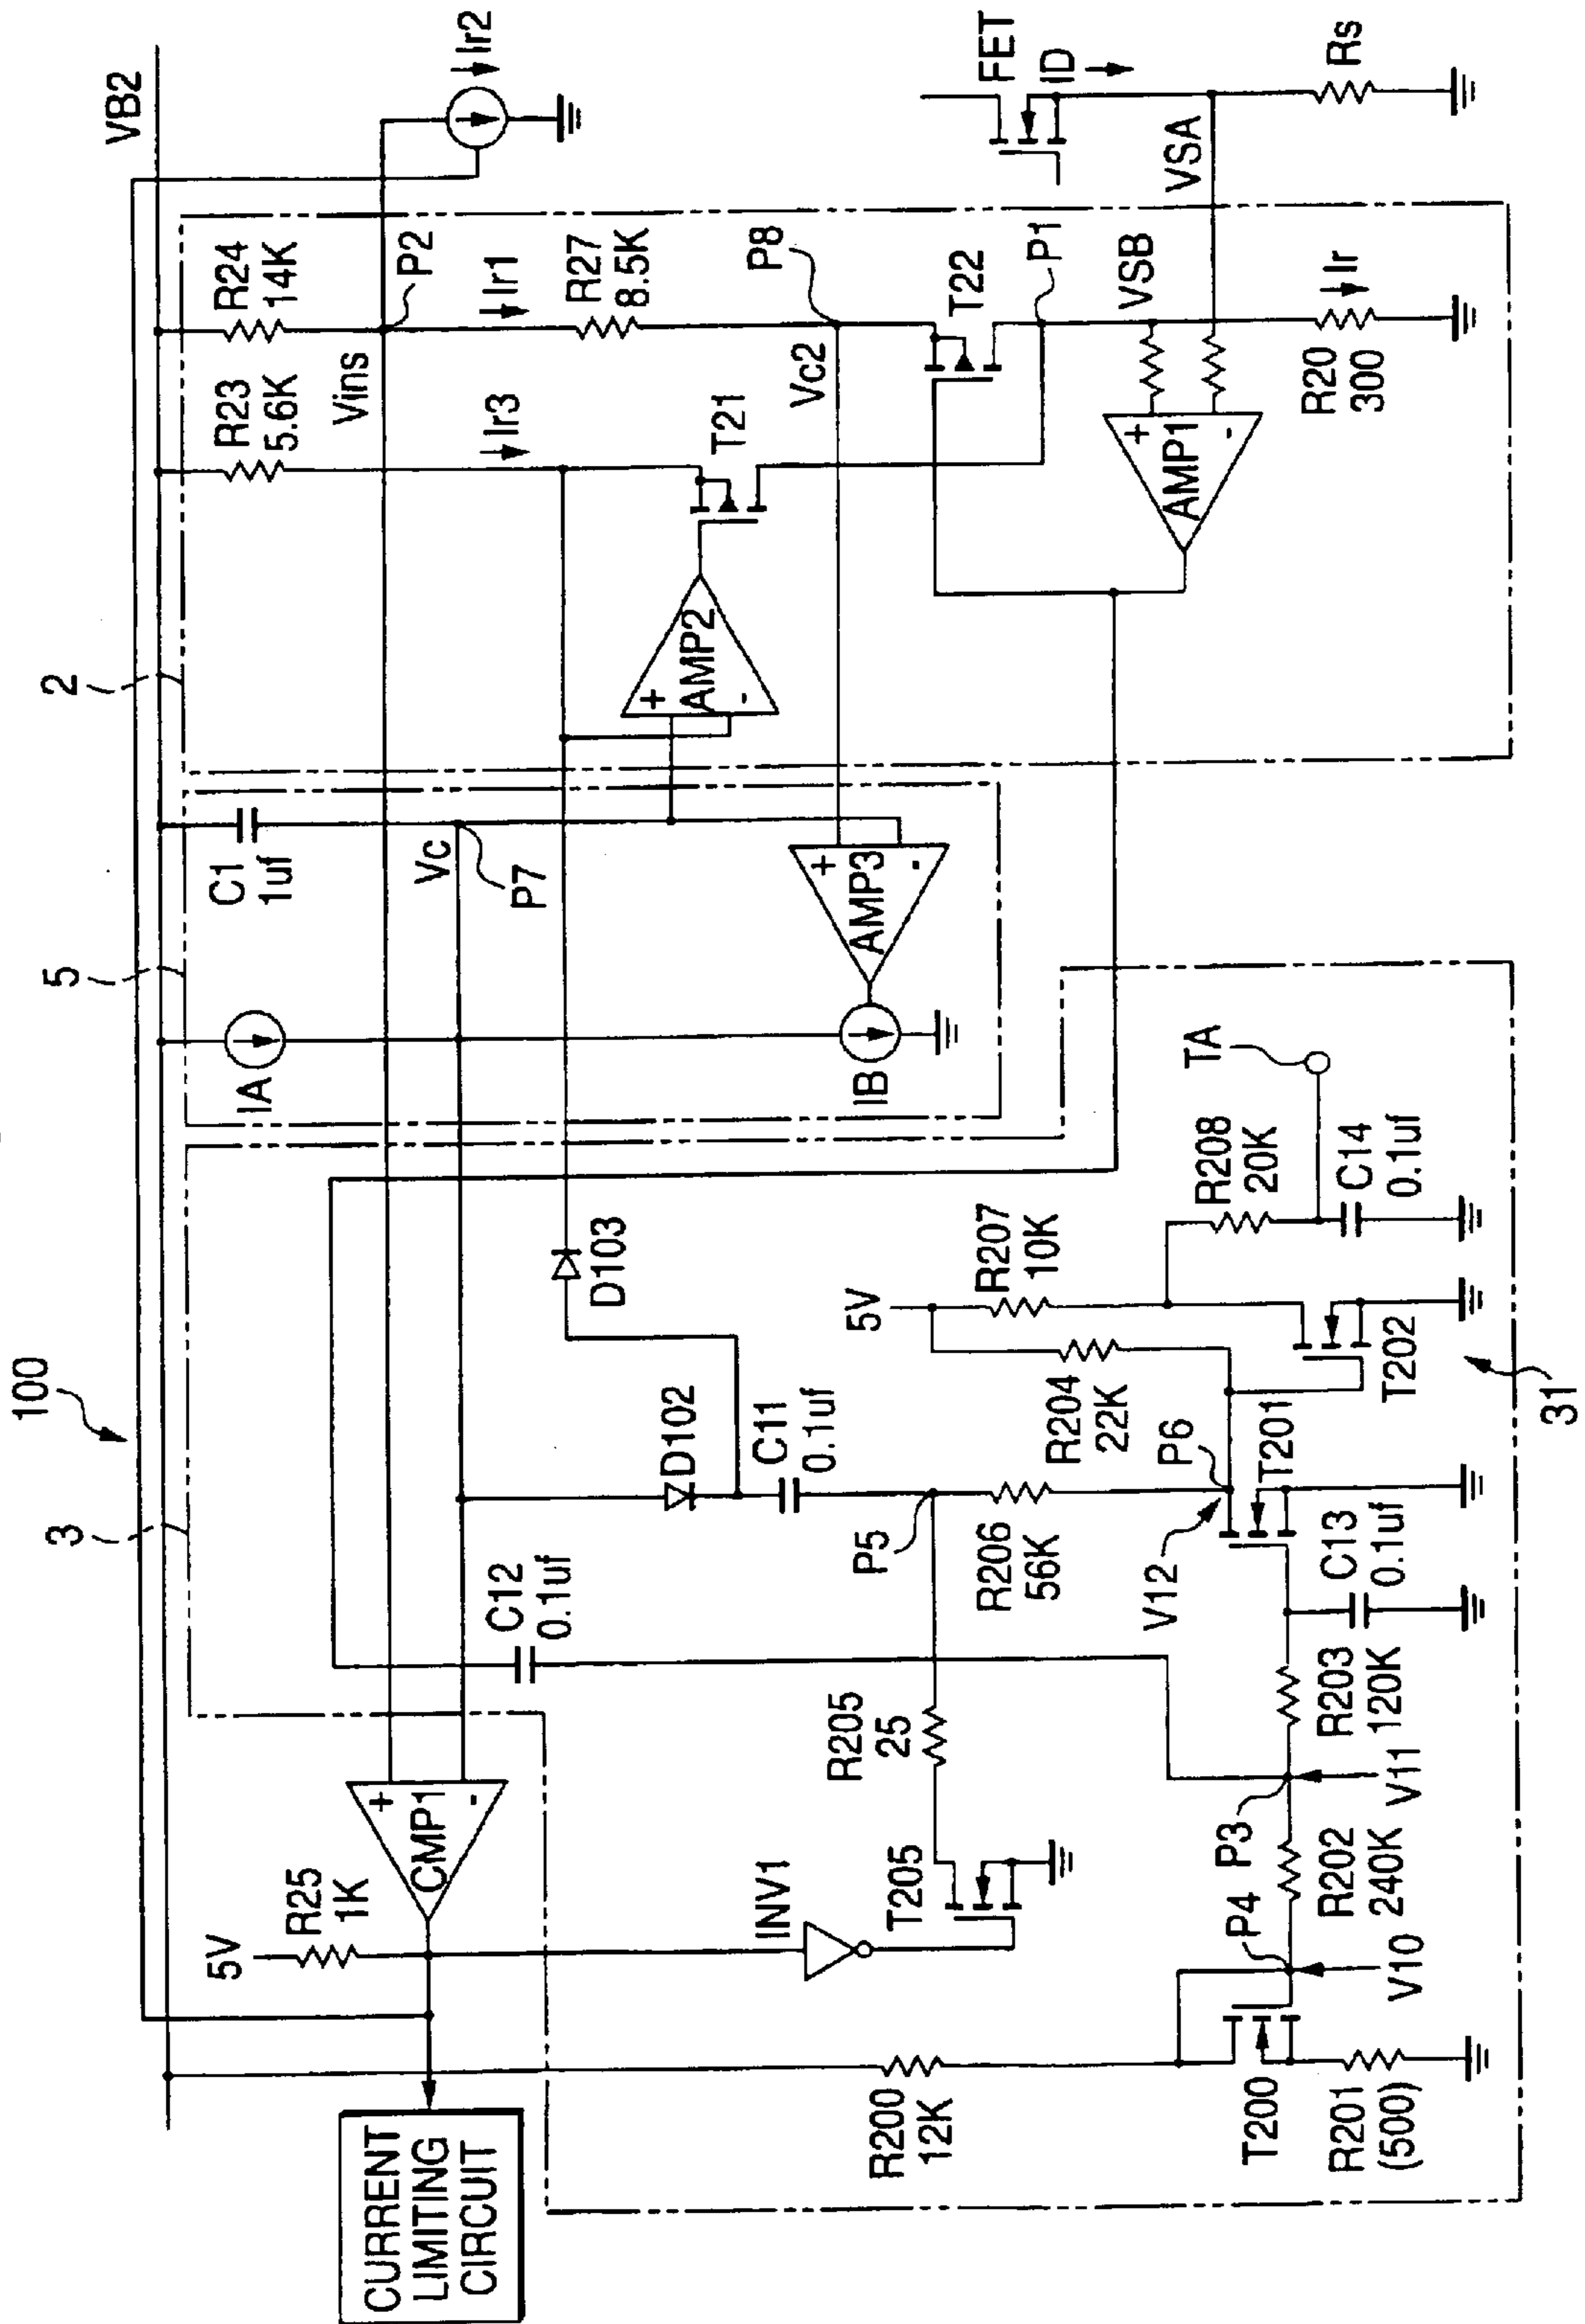 100
VB2
Ir2
2
5
3
R24
14K
P2
R23
5.6K
Vins
Ir1
R27
8.5K
Ir3
P8
Vc2
T22
T21
P1
VSB
VSA
FET
ID
Rs
Ir
R20
300
+
-
AMP1
+
-
AMP2
C1
1uf
Vc
P7
+
-
AMP3
IA
IB
D103
D102
C11
0.1uf
C12
0.1uf
P5
R206
56K
5V
R207
10K
R204
22K
R208
20K
TA
C14
0.1uf
P6
T201
T202
V12
C13
0.1uf
31
R205
25
R203
120K
V11
P3
R202
240K
P4
V10
+
-
CMP1
R25
1K
5V
INV1
T205
R200
12K
T200
R201
(500)
CURRENT
LIMITING
CIRCUIT